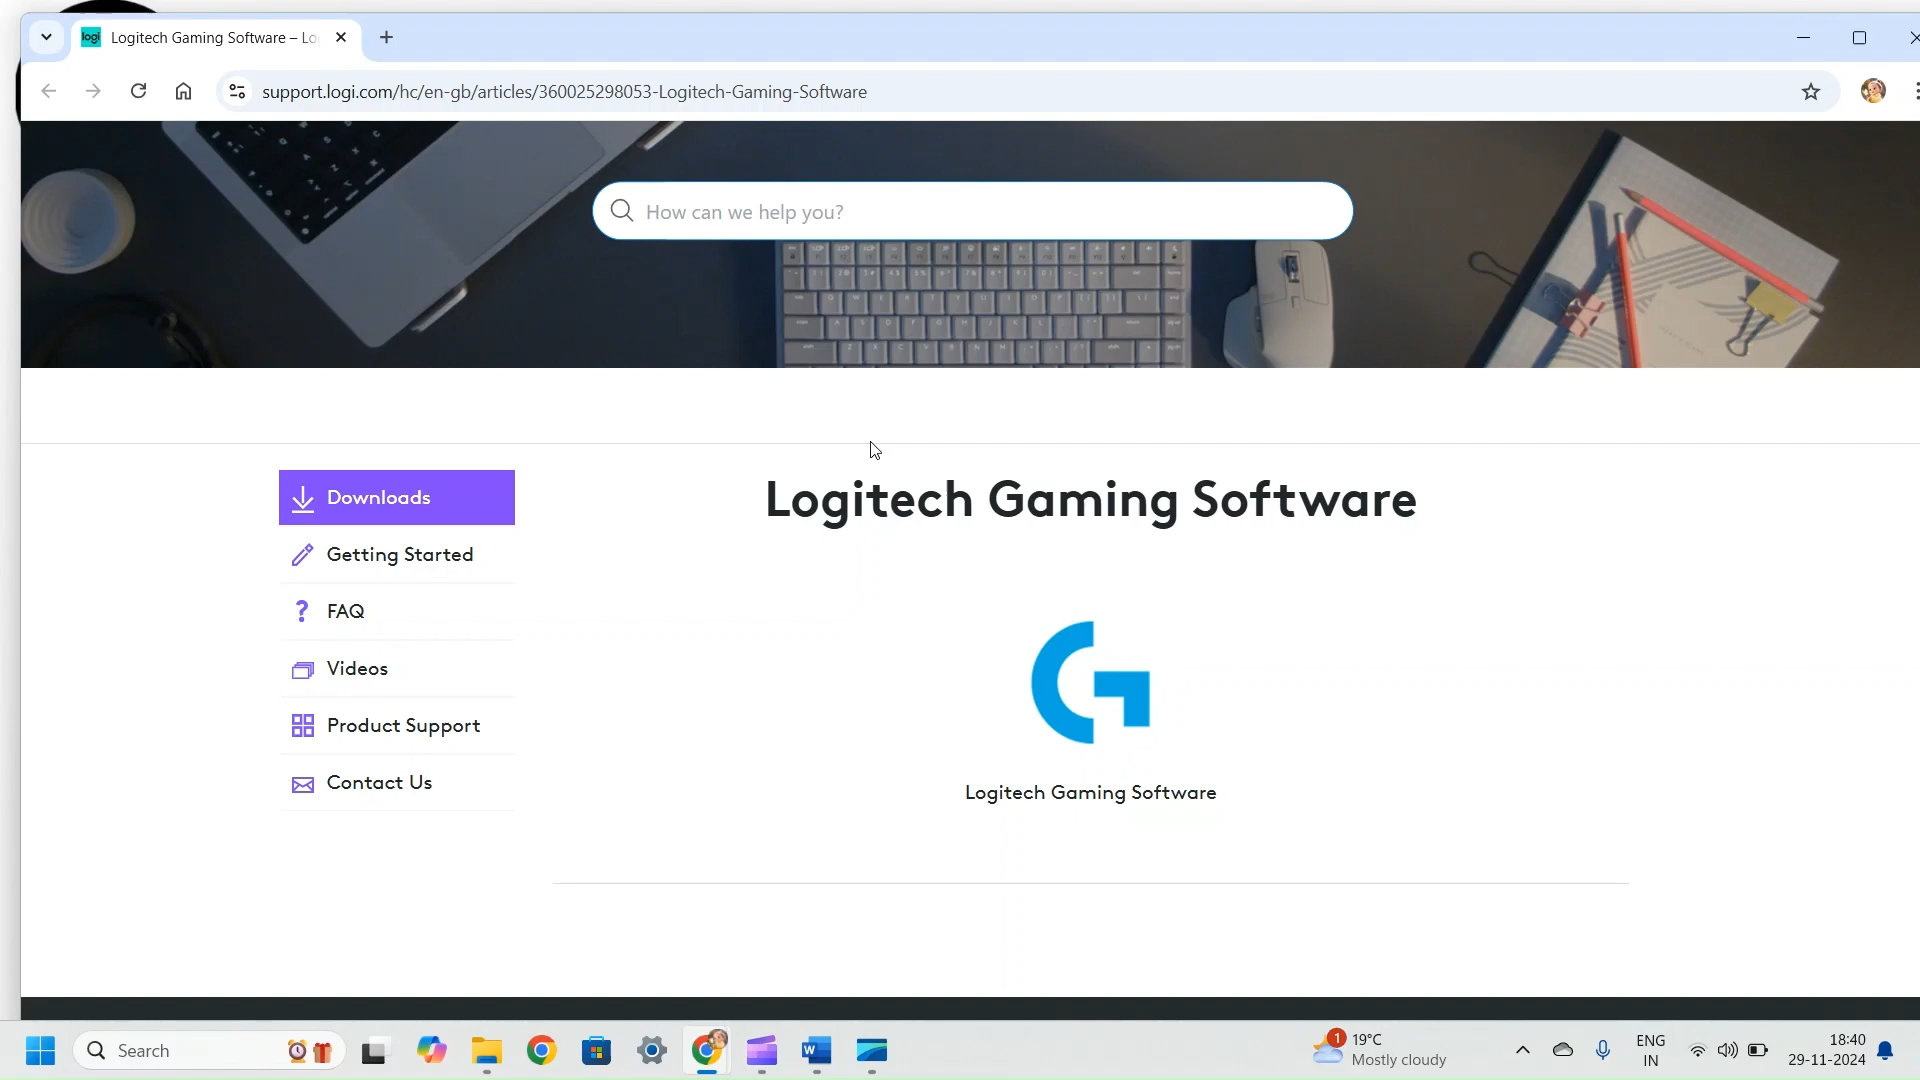 logi
Logitech Gaming Software – Lo
support.logi.com/hc/en-gb/articles/360025298053-Logitech-Gaming-Software
How can we help you?
Downloads
Getting Started
FAQ
Videos
Product Support
Contact Us
Logitech Gaming Software
Logitech Gaming Software
Search
1
19°C
Mostly cloudy
ENG
IN
18:40
29-11-2024